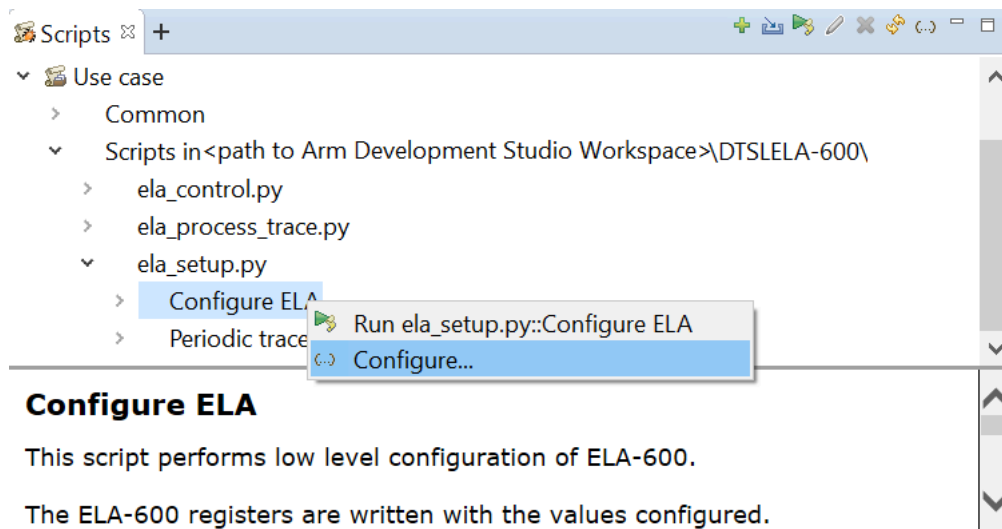 Scripts
Use case
Common
Scripts in<path to Arm Development Studio Workspace>\DTSLELA-600\
ela_control.py
ela_process_trace.py
ela_setup.py
Configure ELA
Run ela_setup.py::Configure ELA
Periodic trace
Configure...
Configure ELA
This script performs low level configuration of ELA-600.
The ELA-600 registers are written with the values configured.